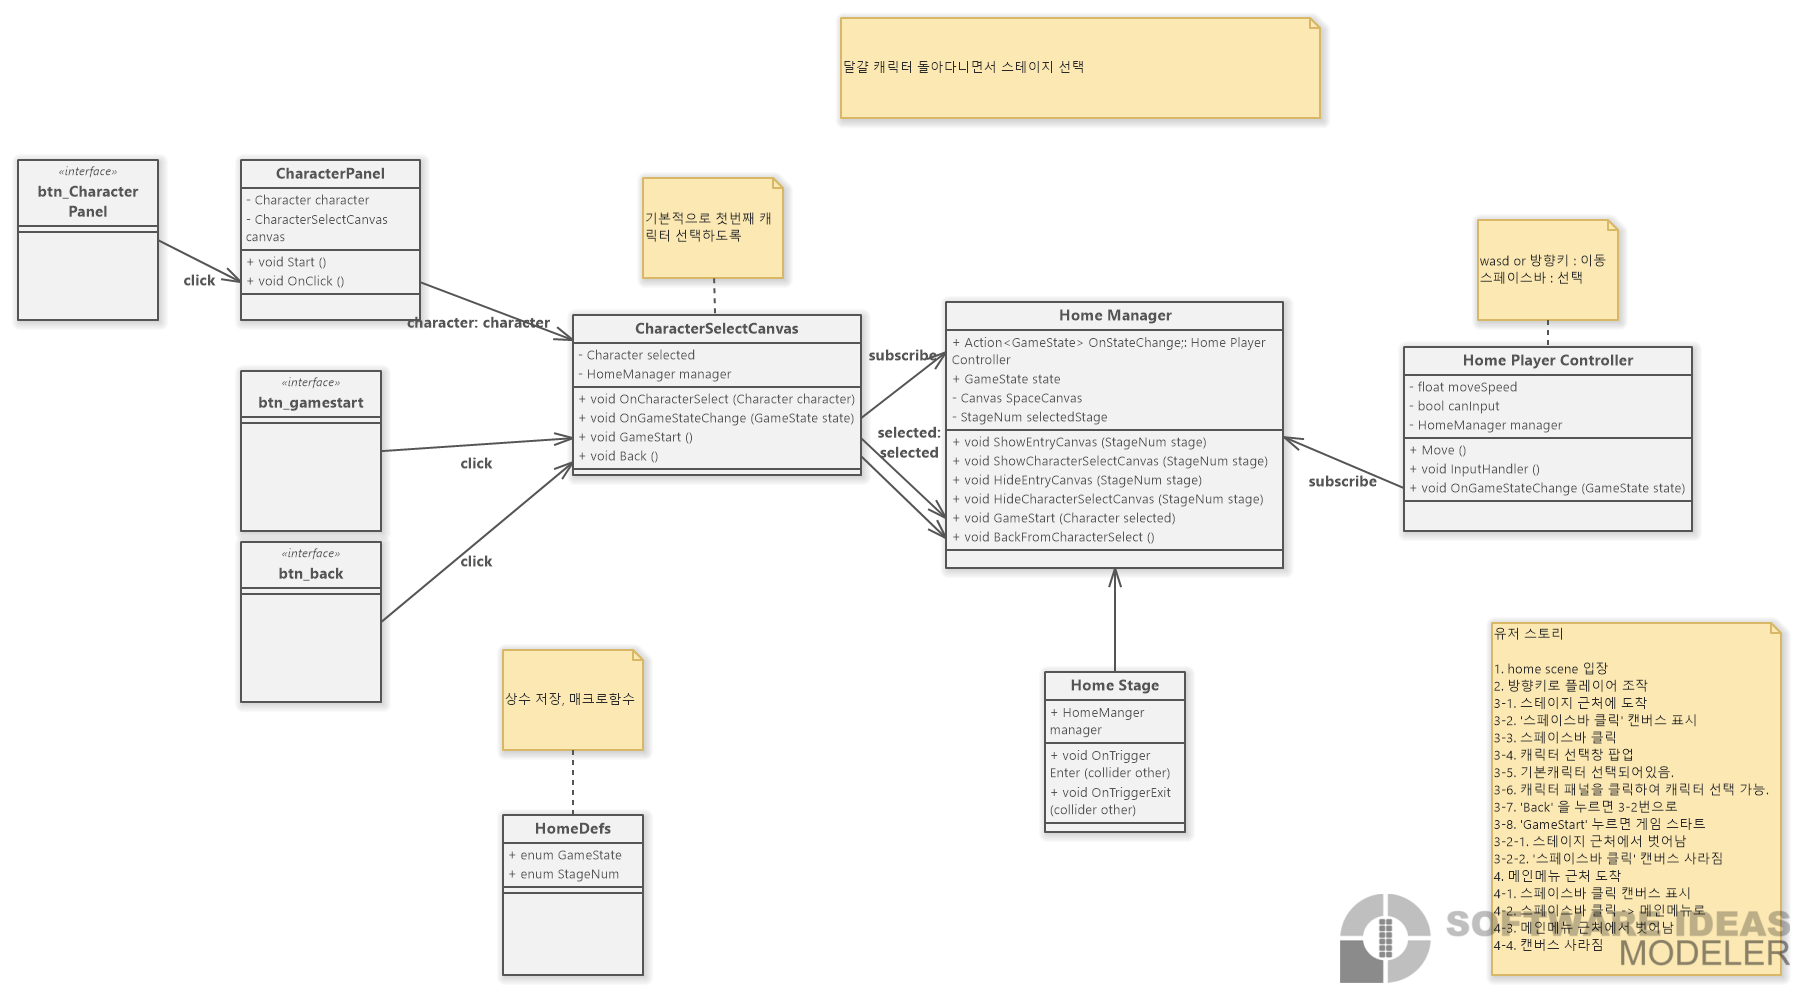 달걀 캐릭터 돌아다니면서 스테이지 선택
«interface»
btn_Character
Panel
click
CharacterPanel
- Character character
- CharacterSelectCanvas
canvas
+ void Start ()
+ void OnClick ()
character: character
기본적으로 첫번째 캐
릭터 선택하도록
CharacterSelectCanvas
- Character selected
- HomeManager manager
+ void OnCharacterSelect (Character character)
+ void OnGameStateChange (GameState state)
+ void GameStart ()
+ void Back ()
«interface»
btn_gamestart
click
«interface»
btn_back
click
subscribe
selected:
selected
Home Manager
+ Action<GameState> OnStateChange;: Home Player
Controller
+ GameState state
- Canvas SpaceCanvas
- StageNum selectedStage
+ void ShowEntryCanvas (StageNum stage)
+ void ShowCharacterSelectCanvas (StageNum stage)
+ void HideEntryCanvas (StageNum stage)
+ void HideCharacterSelectCanvas (StageNum stage)
+ void GameStart (Character selected)
+ void BackFromCharacterSelect ()
wasd or 방향키 : 이동
스페이스바 : 선택
Home Player Controller
- float moveSpeed
- bool canInput
- HomeManager manager
+ Move ()
+ void InputHandler ()
+ void OnGameStateChange (GameState state)
subscribe
Home Stage
+ HomeManger
manager
+ void OnTrigger
Enter (collider other)
+ void OnTriggerExit
(collider other)
상수 저장, 매크로함수
HomeDefs
+ enum GameState
+ enum StageNum
유저 스토리
1. home scene 입장
2. 방향키로 플레이어 조작
3-1. 스테이지 근처에 도착
3-2. '스페이스바 클릭' 캔버스 표시
3-3. 스페이스바 클릭
3-4. 캐릭터 선택창 팝업
3-5. 기본캐릭터 선택되어있음.
3-6. 캐릭터 패널을 클릭하여 캐릭터 선택 가능.
3-7. 'Back' 을 누르면 3-2번으로
3-8. 'GameStart' 누르면 게임 스타트
3-2-1. 스테이지 근처에서 벗어남
3-2-2. '스페이스바 클릭' 캔버스 사라짐
4. 메인메뉴 근처 도착
4-1. 스페이스바 클릭 캔버스 표시
4-2. 스페이스바 클릭 -> 메인메뉴로
4-3. 메인메뉴 근처에서 벗어남
4-4. 캔버스 사라짐
SOFTWARE IDEAS
MODELER